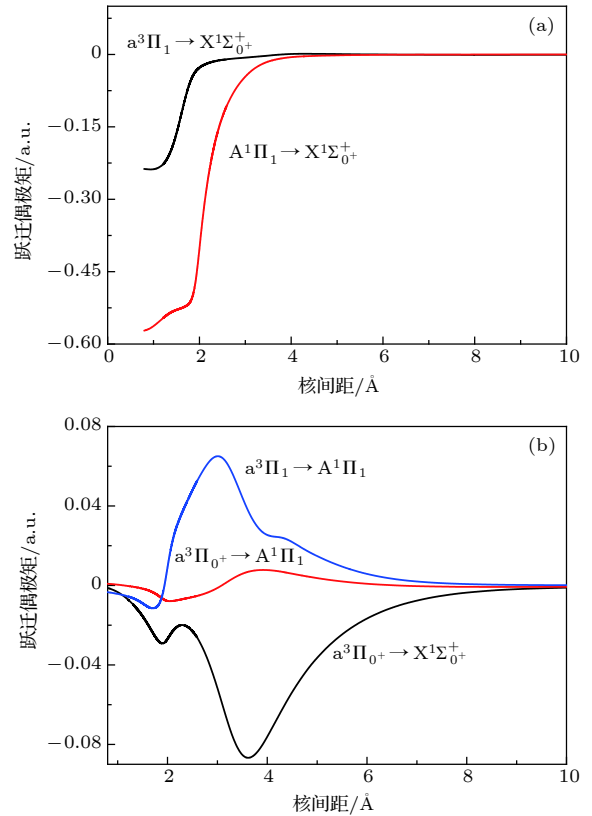 (a)
a³Π₁ → X¹Σ⁺₀₊
A¹Π₁ → X¹Σ⁺₀₊
0
−0.15
−0.30
−0.45
−0.60
跃迁偶极矩/a.u.
0 2 4 6 8 10
核间距/Å
(b)
a³Π₁ → A¹Π₁
a³Π₀₊ → A¹Π₁
a³Π₀₊ → X¹Σ⁺₀₊
0.08
0.04
0
−0.04
−0.08
跃迁偶极矩/a.u.
2 4 6 8 10
核间距/Å